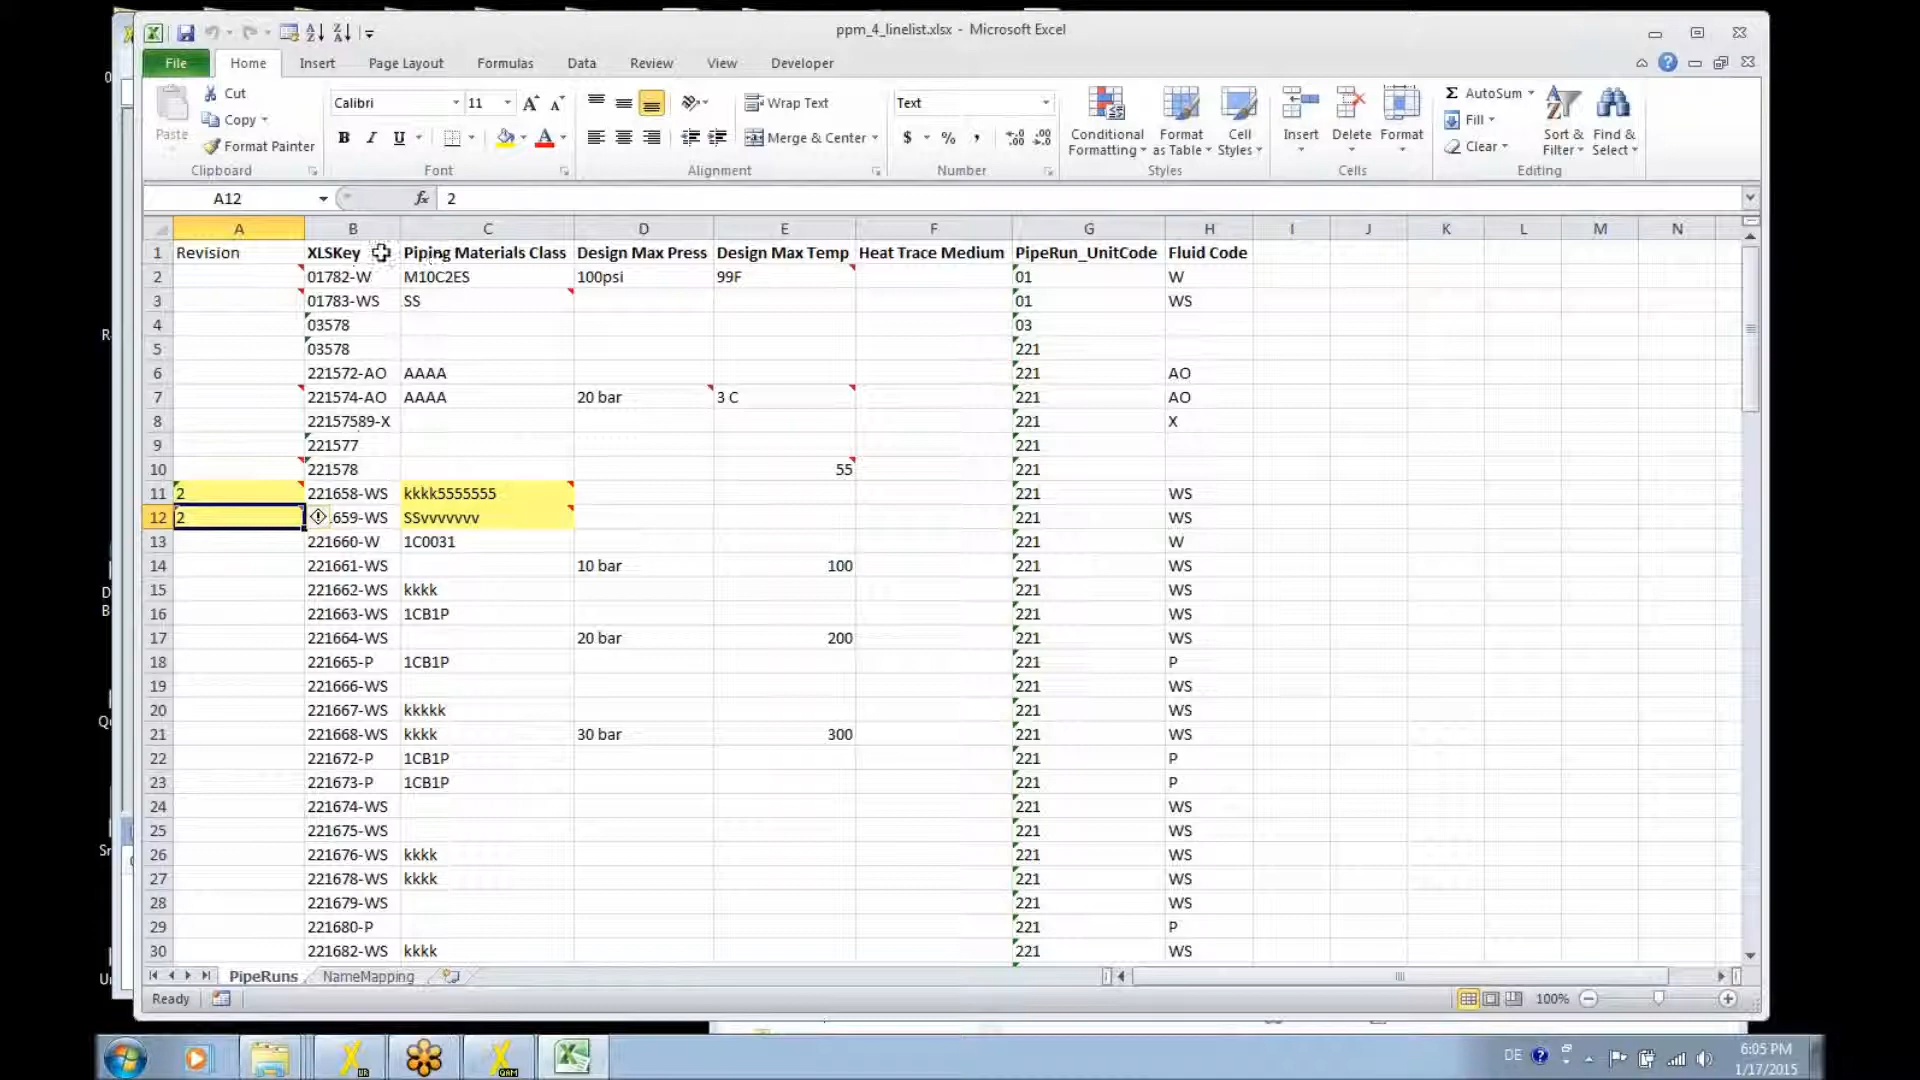 ppm_4_linelist.xlsx - Microsoft Excel
File Home Insert Page Layout Formulas Data Review View Developer
Paste Cut Copy Format Painter Clipboard
Calibri 11 B I U Font
Wrap Text Merge & Center Alignment
Text $ % , Number
Conditional Formatting Format as Table Cell Styles Styles
Insert Delete Format Cells
AutoSum Fill Clear Sort & Filter Find & Select Editing
A12 fx 2
A B C D E F G H I J K L M N
1 Revision XLSKey Piping Materials Class Design Max Press Design Max Temp Heat Trace Medium PipeRun_UnitCode Fluid Code
2 01782-W M10C2ES 100psi 99F 01 W
3 01783-WS SS 01 WS
4 03578 03
5 03578 221
6 221572-AO AAAA 221 AO
7 221574-AO AAAA 20 bar 3 C 221 AO
8 22157589-X 221 X
9 221577 221
10 221578 55 221
11 2 221658-WS kkkk5555555 221 WS
12 2 .659-WS SSvvvvvvv 221 WS
13 221660-W 1C0031 221 W
14 221661-WS 10 bar 100 221 WS
15 221662-WS kkkk 221 WS
16 221663-WS 1CB1P 221 WS
17 221664-WS 20 bar 200 221 WS
18 221665-P 1CB1P 221 P
19 221666-WS 221 WS
20 221667-WS kkkkk 221 WS
21 221668-WS kkkk 30 bar 300 221 WS
22 221672-P 1CB1P 221 P
23 221673-P 1CB1P 221 P
24 221674-WS 221 WS
25 221675-WS 221 WS
26 221676-WS kkkk 221 WS
27 221678-WS kkkk 221 WS
28 221679-WS 221 WS
29 221680-P 221 P
30 221682-WS kkkk 221 WS
PipeRuns NameMapping
Ready 100%
DE 6:05 PM
1/17/2015